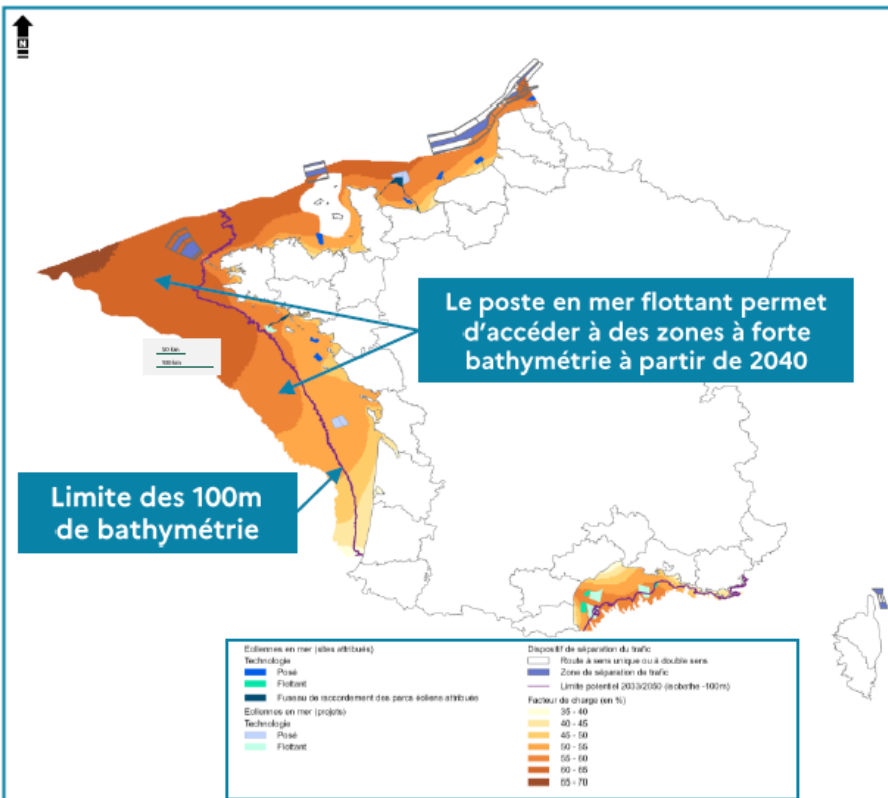 N
50 km
100 km
Le poste en mer flottant permet
d'accéder à des zones à forte
bathymétrie à partir de 2040
Limite des 100m
de bathymétrie
Eoliennes en mer (sites attribués)
Technologie
Posé
Flottant
Fuseau de raccordement des parcs éoliens attribués
Eoliennes en mer (projets)
Technologie
Posé
Flottant
Dispositif de séparation du trafic
Route à sens unique ou à double sens
Zone de séparation de trafic
Limite potentiel 2033/2050 (isobathe -100m)
Facteur de charge (en %)
35 - 40
40 - 45
45 - 50
50 - 55
55 - 60
60 - 65
65 - 70